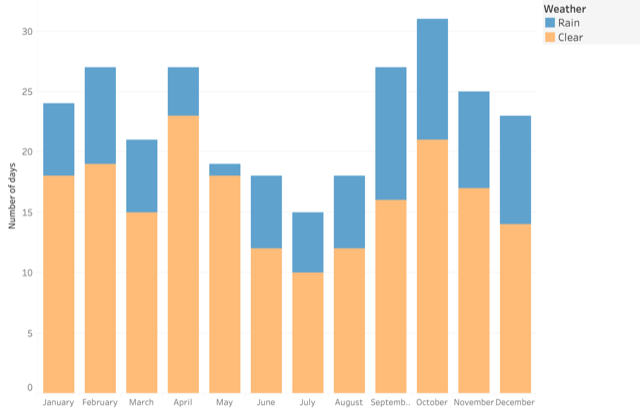 Weather
Rain
Clear
Number of days
30
25
20
15
10
5
0
January February March April May June July August Septemb.. October November December